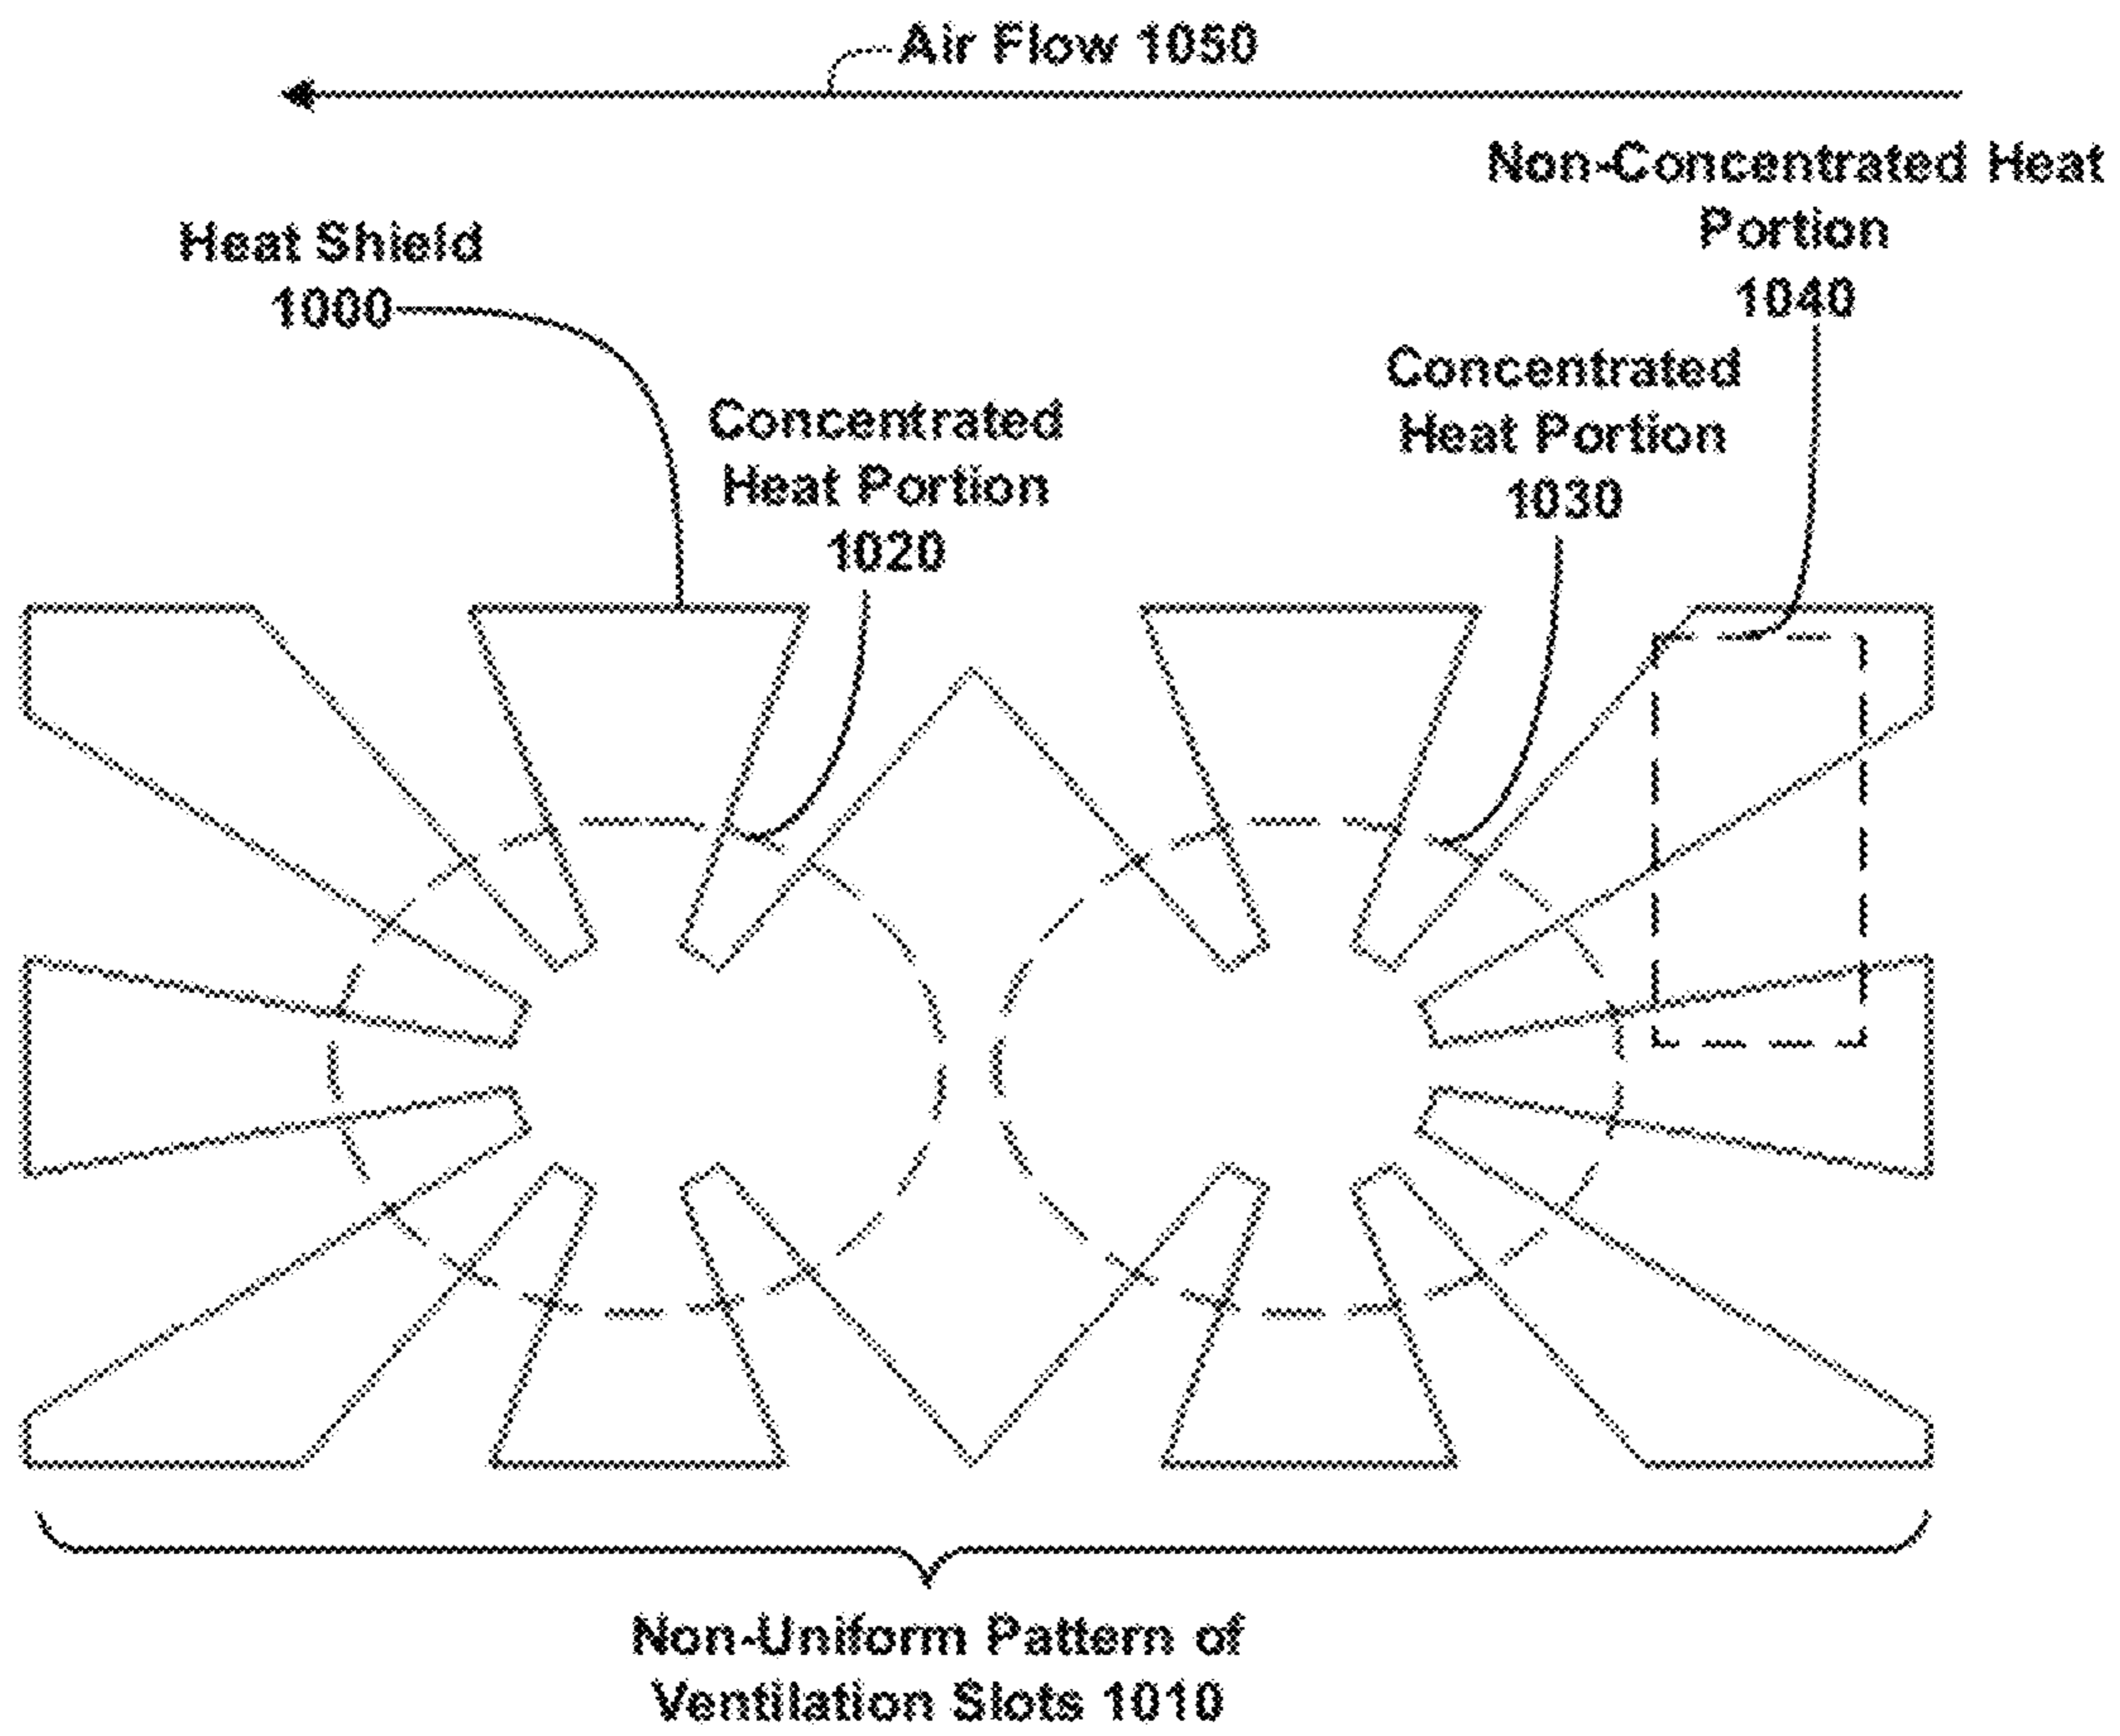 Air Flow 1050
Non-Concentrated Heat
Portion
1040
Heat Shield
1000
Concentrated
Heat Portion
1030
Concentrated
Heat Portion
1020
Non-Uniform Pattern of
Ventilation Slots 1010